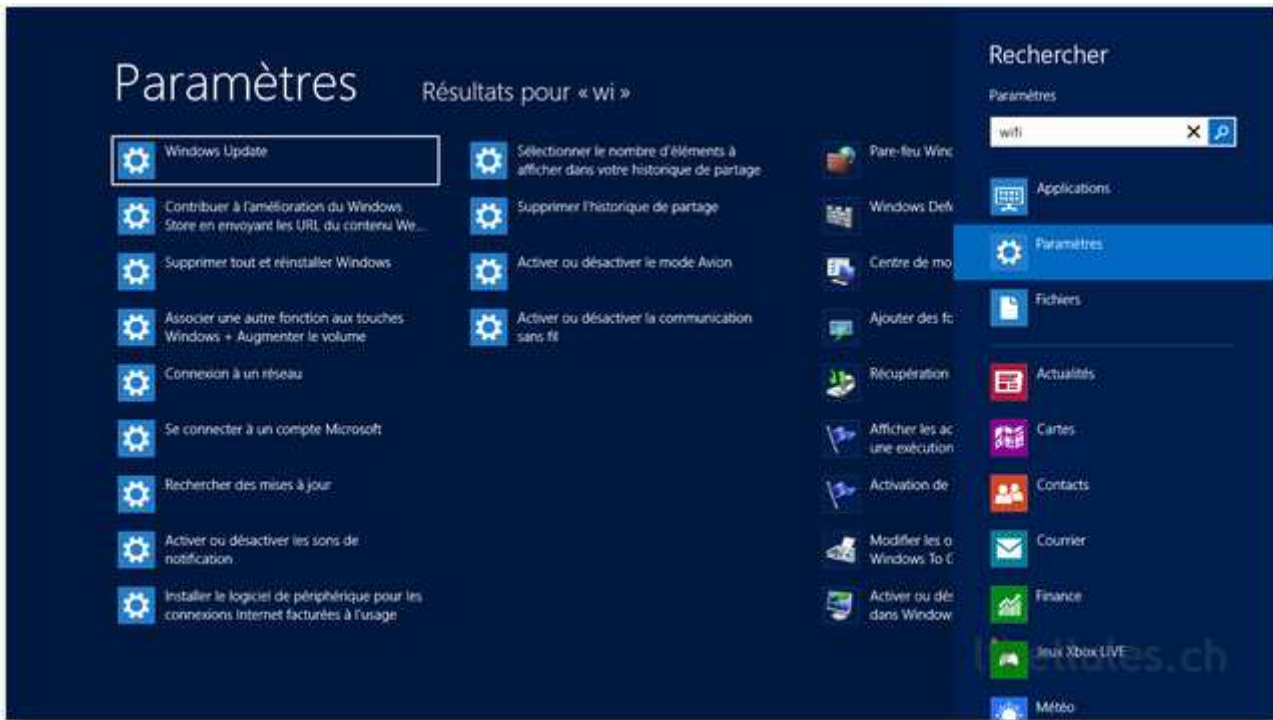 Paramètres
Résultats pour « wi »
Windows Update
Contribuer à l'amélioration du Windows
Store en envoyant les URL du contenu We...
Supprimer tout et réinstaller Windows
Associer une autre fonction aux touches
Windows + Augmenter le volume
Connexion à un réseau
Se connecter à un compte Microsoft
Rechercher des mises à jour
Activer ou désactiver les sons de
notification
Installer le logiciel de périphérique pour les
connexions Internet facturées à l'usage
Sélectionner le nombre d'éléments à
afficher dans votre historique de partage
Supprimer l'historique de partage
Activer ou désactiver le mode Avion
Activer ou désactiver la communication
sans fil
Pare-feu Winc
Windows Defe
Centre de mo
Ajouter des fo
Récupération
Afficher les ac
une exécution
Activation de
Modifier les o
Windows To G
Activer ou dés
dans Window
Rechercher
Paramètres
wifi
Applications
Paramètres
Fichiers
Actualités
Cartes
Contacts
Courrier
Finance
Jeux Xbox LIVE
Météo